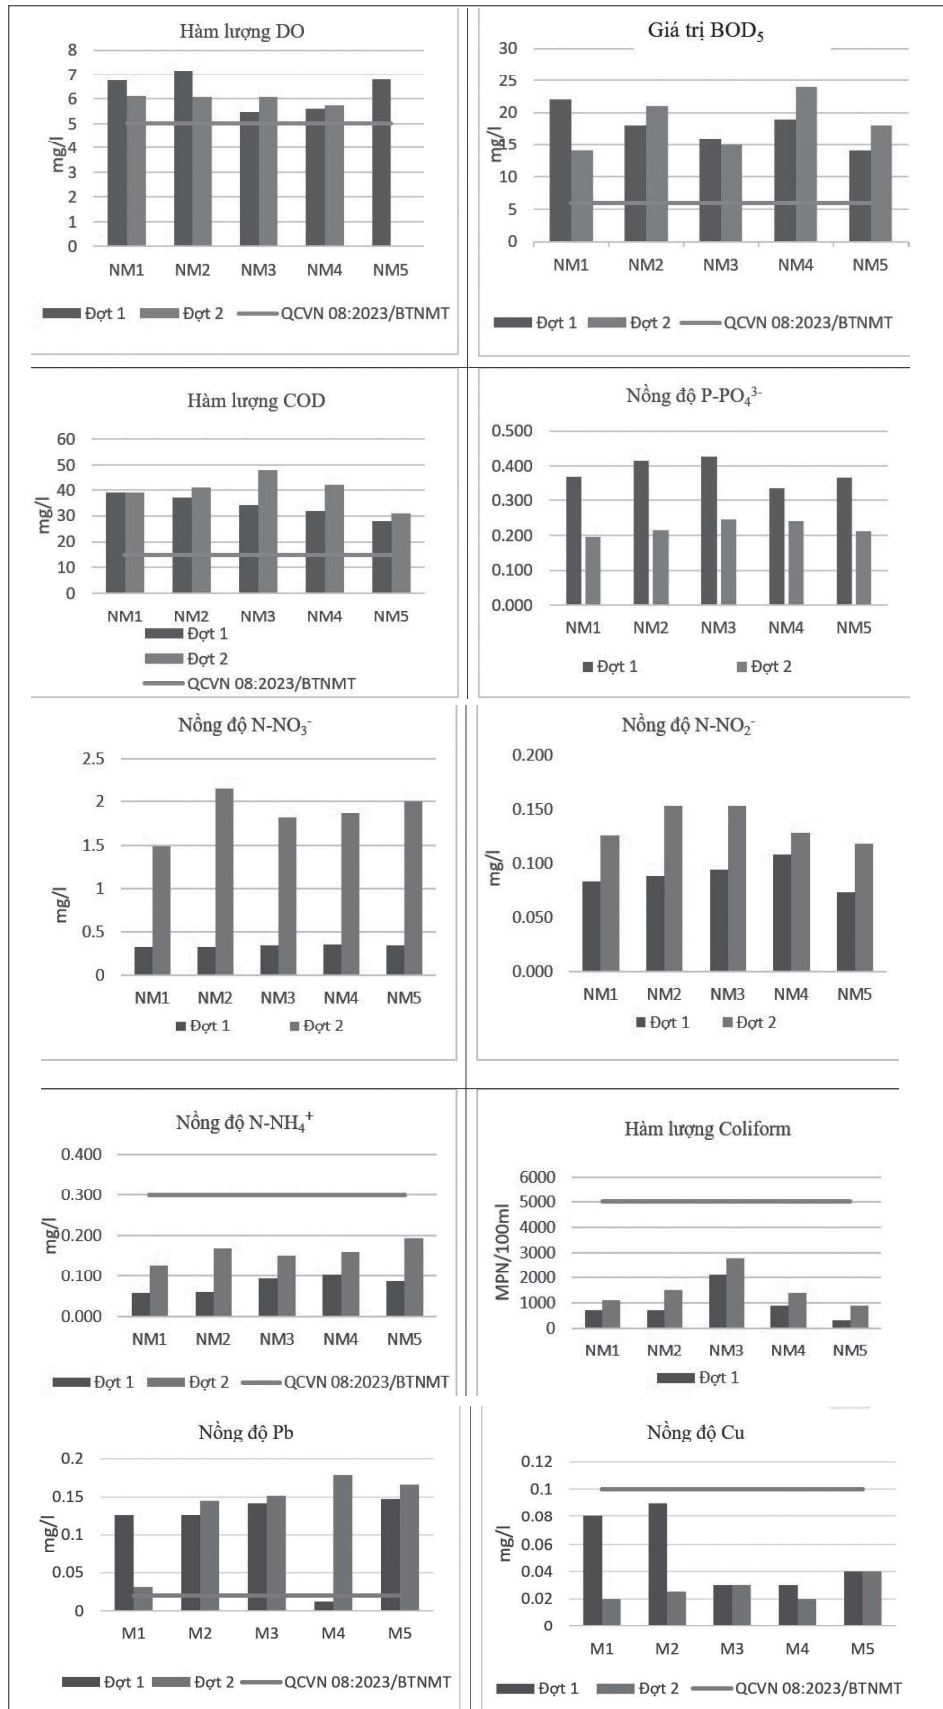 Hàm lượng DO
8
7
6
5
4
3
2
1
0
mg/l
NM1 NM2 NM3 NM4 NM5
Đợt 1 Đợt 2 QCVN 08:2023/BTNMT
Giá trị BOD5
30
25
20
15
10
5
0
mg/l
NM1 NM2 NM3 NM4 NM5
Đợt 1 Đợt 2 QCVN 08:2023/BTNMT
Hàm lượng COD
60
50
40
30
20
10
0
mg/l
NM1 NM2 NM3 NM4 NM5
Đợt 1
Đợt 2
QCVN 08:2023/BTNMT
Nồng độ P-PO₄³⁻
0.500
0.400
0.300
0.200
0.100
0.000
NM1 NM2 NM3 NM4 NM5
Đợt 1 Đợt 2
Nồng độ N-NO₃⁻
2.5
2
1.5
1
0.5
0
mg/l
NM1 NM2 NM3 NM4 NM5
Đợt 1 Đợt 2
Nồng độ N-NO₂⁻
0.200
0.150
0.100
0.050
0.000
mg/l
NM1 NM2 NM3 NM4 NM5
Đợt 1 Đợt 2
Nồng độ N-NH₄⁺
0.400
0.300
0.200
0.100
0.000
mg/l
NM1 NM2 NM3 NM4 NM5
Đợt 1 Đợt 2 QCVN 08:2023/BTNMT
Hàm lượng Coliform
6000
5000
4000
3000
2000
1000
0
MPN/100ml
NM1 NM2 NM3 NM4 NM5
Đợt 1
Nồng độ Pb
0.2
0.15
0.1
0.05
0
mg/l
M1 M2 M3 M4 M5
Đợt 1 Đợt 2 QCVN 08:2023/BTNMT
Nồng độ Cu
0.12
0.1
0.08
0.06
0.04
0.02
0
mg/l
M1 M2 M3 M4 M5
Đợt 1 Đợt 2 QCVN 08:2023/BTNMT